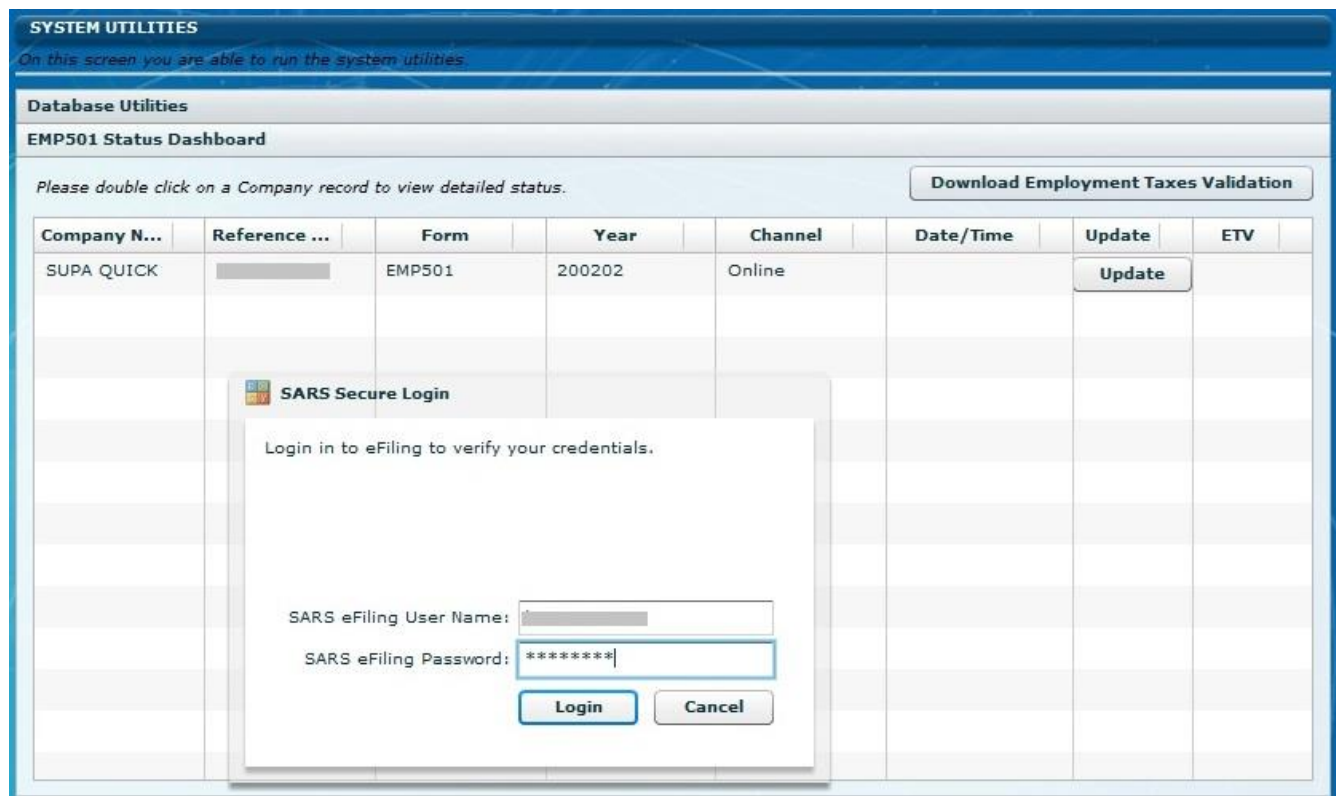 SYSTEM UTILITIES
On this screen you are able to run the system utilities.
Database Utilities
EMP501 Status Dashboard
Please double click on a Company record to view detailed status.
Download Employment Taxes Validation
Company N... Reference ... Form Year Channel Date/Time Update ETV
SUPA QUICK EMP501 200202 Online Update
SARS Secure Login
Login in to eFiling to verify your credentials.
SARS eFiling User Name:
SARS eFiling Password: ********
Login Cancel